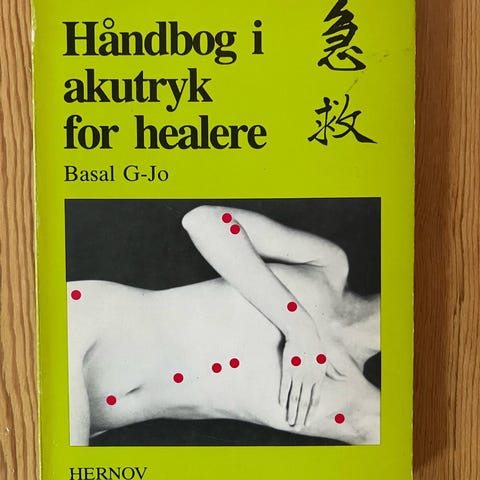 Håndbog i
akutryk
for healere
Basal G-Jo
急
救
HERNOV